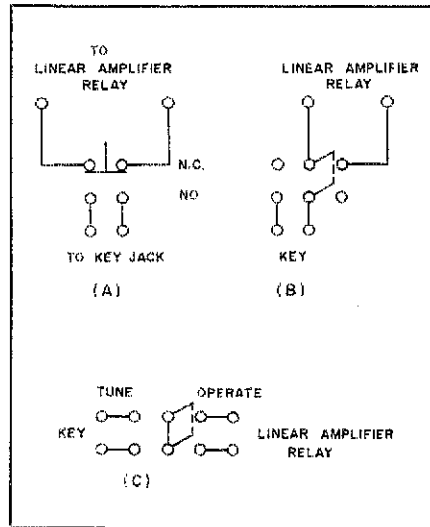 TO
LINEAR AMPLIFIER
RELAY
N.C.
NO
TO KEY JACK
(A)
LINEAR AMPLIFIER
RELAY
KEY
(B)
TUNE OPERATE
KEY
LINEAR AMPLIFIER
RELAY
(C)